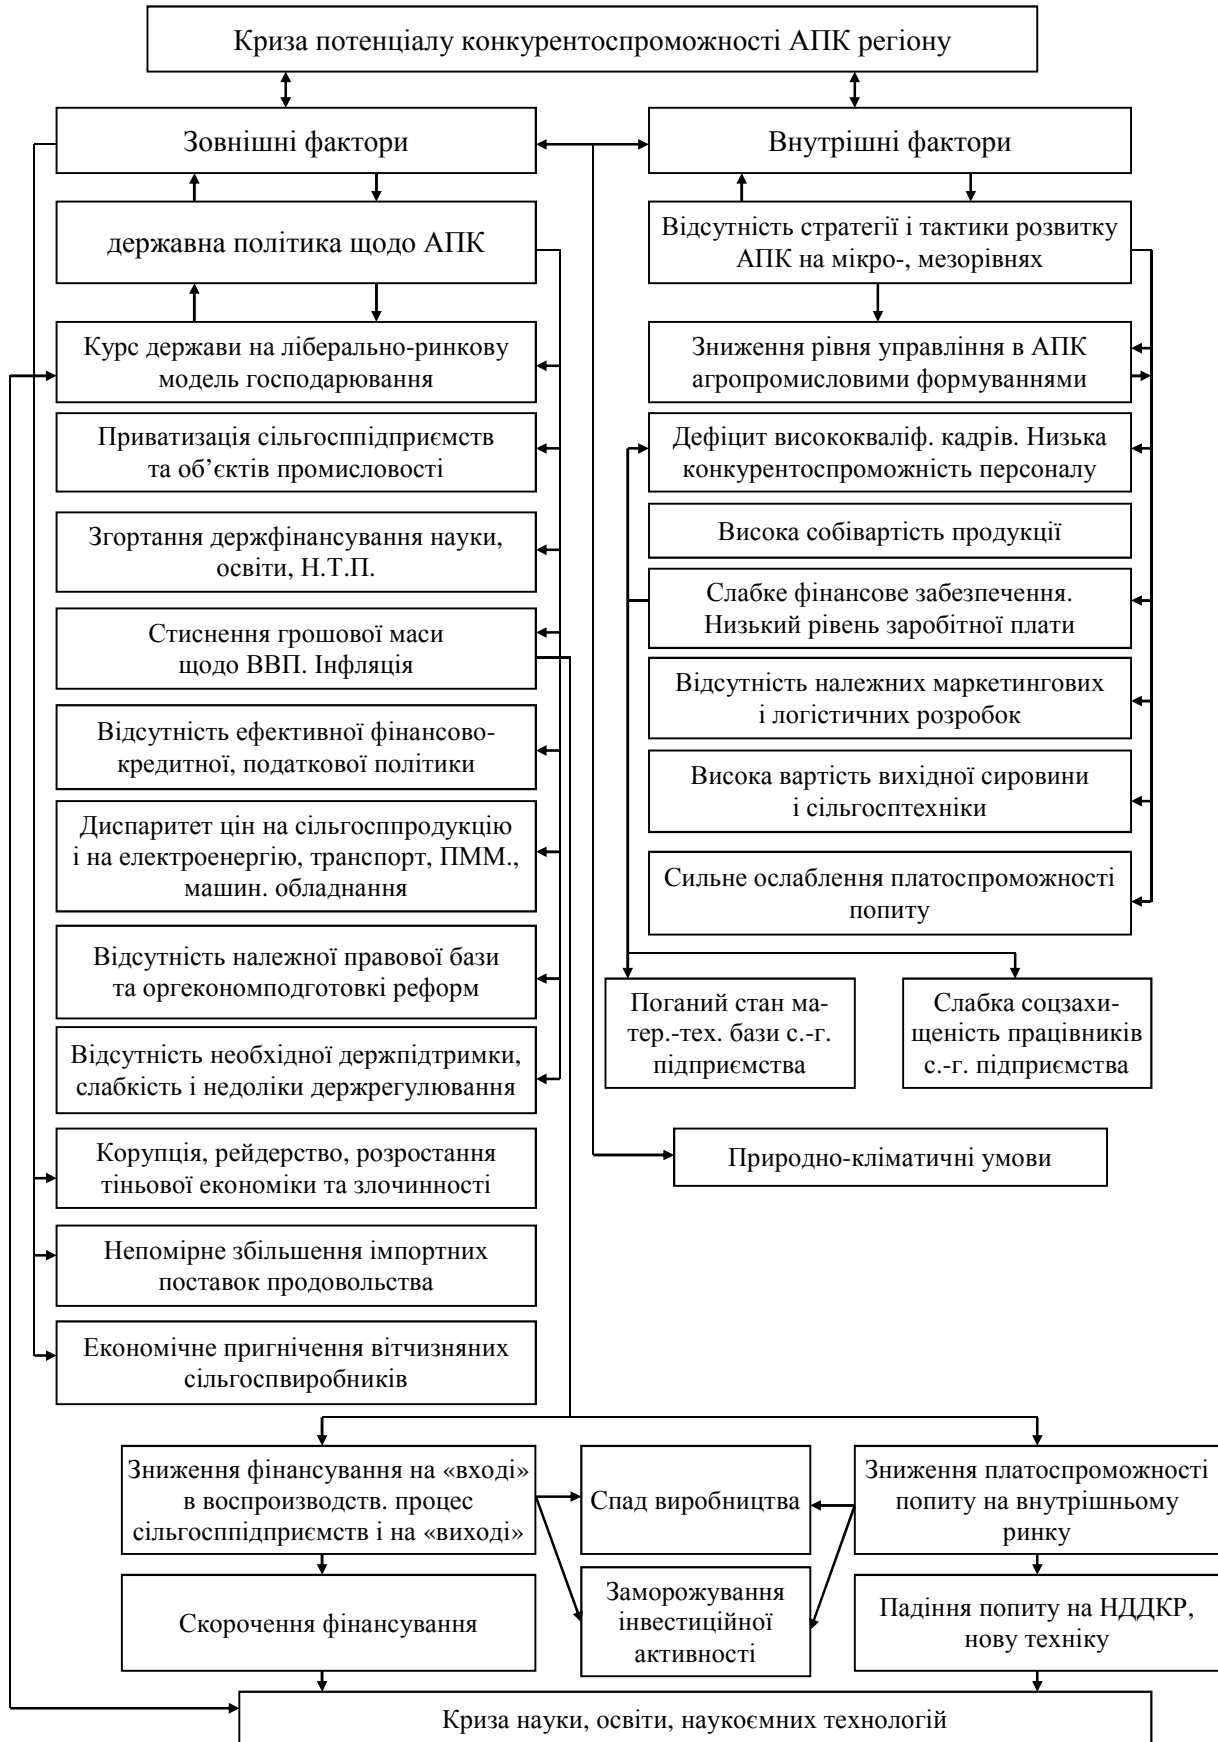 Криза потенціалу конкурентоспроможності АПК регіону
Зовнішні фактори
Внутрішні фактори
державна політика щодо АПК
Відсутність стратегії і тактики розвитку
АПК на мікро-, мезорівнях
Курс держави на ліберально-ринкову
модель господарювання
Зниження рівня управління в АПК
агропромисловими формуваннями
Приватизація сільгосппідприємств
та об’єктів промисловості
Дефіцит висококваліф. кадрів. Низька
конкурентоспроможність персоналу
Згортання держфінансування науки,
освіти, Н.Т.П.
Висока собівартість продукції
Стиснення грошової маси
щодо ВВП. Інфляція
Слабке фінансове забезпечення.
Низький рівень заробітної плати
Відсутність ефективної фінансово-
кредитної, податкової політики
Відсутність належних маркетингових
і логістичних розробок
Диспаритет цін на сільгосппродукцію
і на електроенергію, транспорт, ПММ.,
машин. обладнання
Висока вартість вихідної сировини
і сільгосптехніки
Сильне ослаблення платоспроможності
попиту
Відсутність належної правової бази
та оргекономподготовкі реформ
Поганий стан ма-
тер.-тех. бази с.-г.
підприємства
Слабка соцзахи-
щеність працівників
с.-г. підприємства
Відсутність необхідної держпідтримки,
слабкість і недоліки держрегулювання
Корупція, рейдерство, розростання
тіньової економіки та злочинності
Природно-кліматичні умови
Непомірне збільшення імпортних
поставок продовольства
Економічне пригнічення вітчизняних
сільгоспвиробників
Зниження фінансування на «вході»
в воспроизводств. процес
сільгосппідприємств і на «виході»
Спад виробництва
Зниження платоспроможності
попиту на внутрішньому
ринку
Скорочення фінансування
Заморожування
інвестиційної
активності
Падіння попиту на НДДКР,
нову техніку
Криза науки, освіти, наукоємних технологій